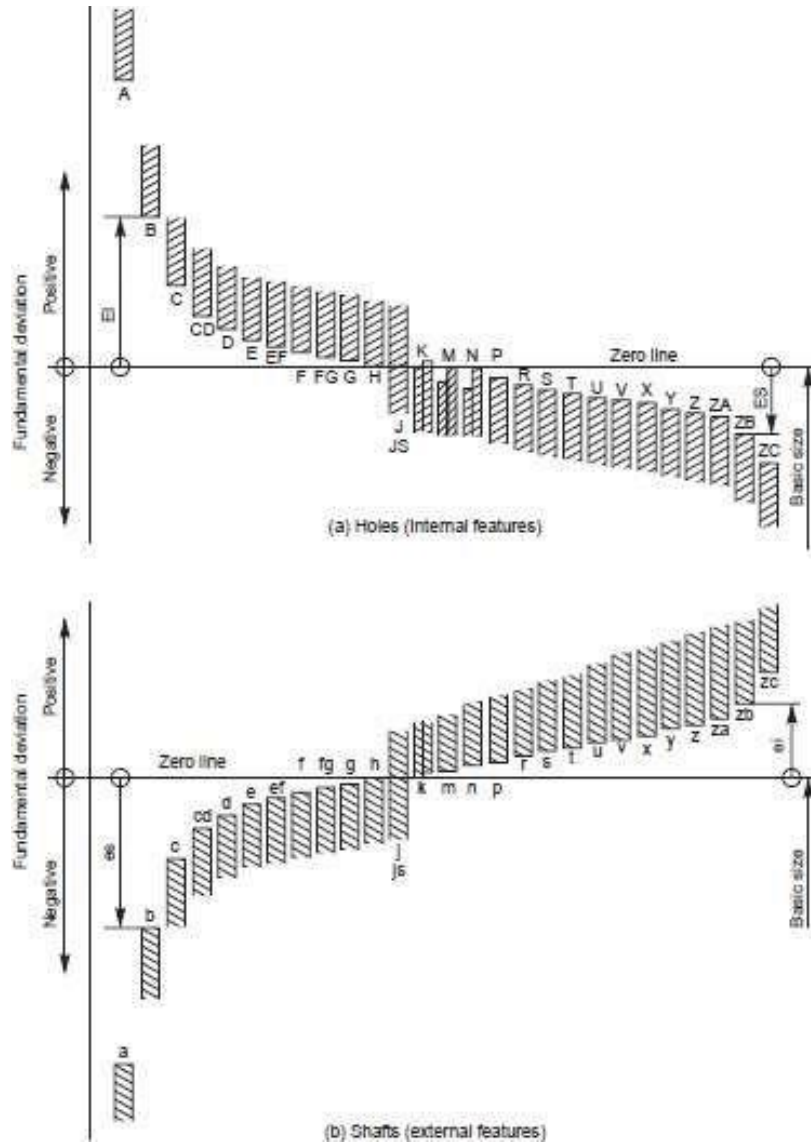 A
B
C
CD
D
E
EF
F
FG
G
H
J
JS
K
M
N
P
R
S
T
U
V
X
Y
Z
ZA
ZB
ZC
Fundamental deviation
Positive
Negative
EI
Zero line
ES
Basic size
(a) Holes (internal features)
Fundamental deviation
Positive
Negative
Zero line
es
a
b
c
cd
d
e
ef
f
fg
g
h
j
js
k
m
n
p
r
s
t
u
v
x
y
z
za
zb
zc
ei
Basic size
(b) Shafts (external features)